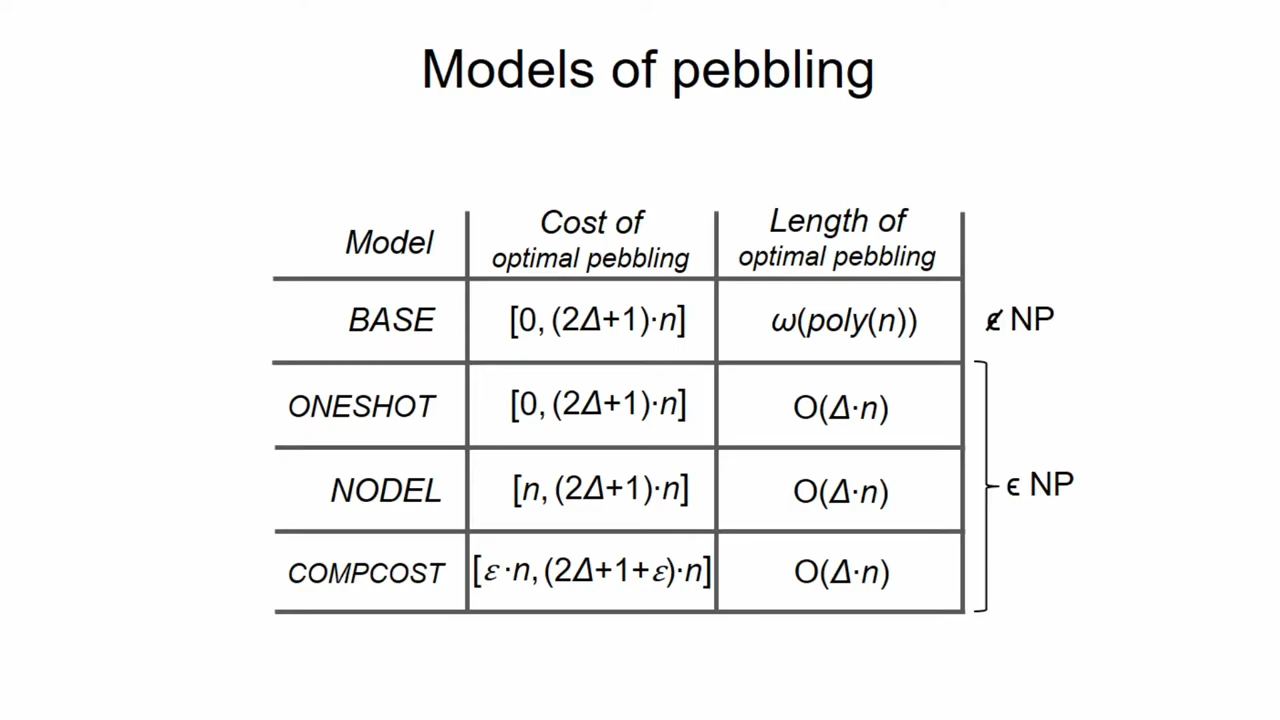 Models of pebbling
Model
Cost of
optimal pebbling
Length of
optimal pebbling
BASE
[0, (2Δ+1)·n]
ω(poly(n))
∉ NP
ONESHOT
[0, (2Δ+1)·n]
O(Δ·n)
NODEL
[n, (2Δ+1)·n]
O(Δ·n)
ϵ NP
COMPCOST
[ε·n, (2Δ+1+ε)·n]
O(Δ·n)